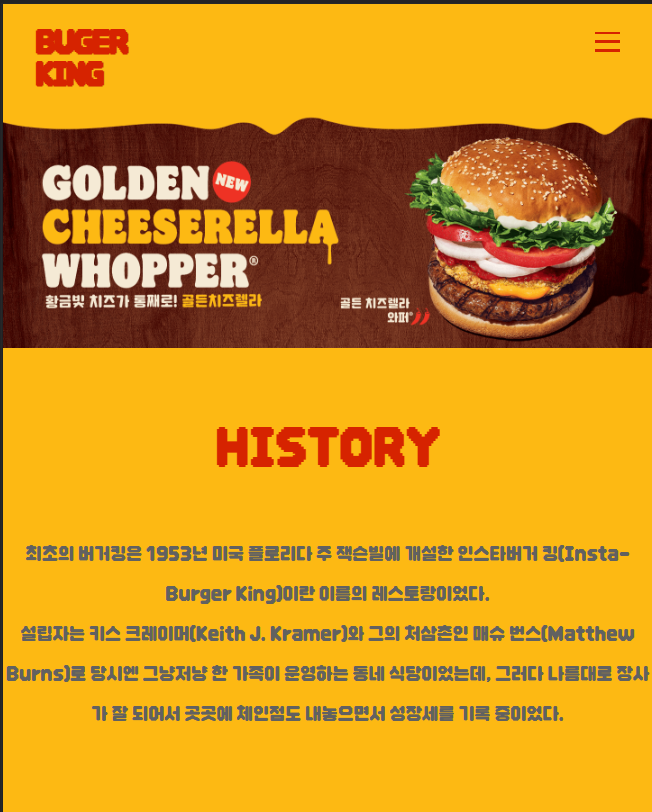 BUGER
KING
GOLDEN NEW
CHEESERELLA
WHOPPER®
황금빛 치즈가 통째로! 골든치즈렐라
골든 치즈렐라
와퍼®
HISTORY
최초의 버거킹은 1953년 미국 플로리다 주 잭슨빌에 개설한 인스타버거 킹(Insta-
Burger King)이란 이름의 레스토랑이었다.
설립자는 키스 크레이머(Keith J. Kramer)와 그의 처삼촌인 매슈 번스(Matthew
Burns)로 당시엔 그냥저냥 한 가족이 운영하는 동네 식당이었는데, 그러다 나름대로 장사
가 잘 되어서 곳곳에 체인점도 내놓으면서 성장세를 기록 중이었다.